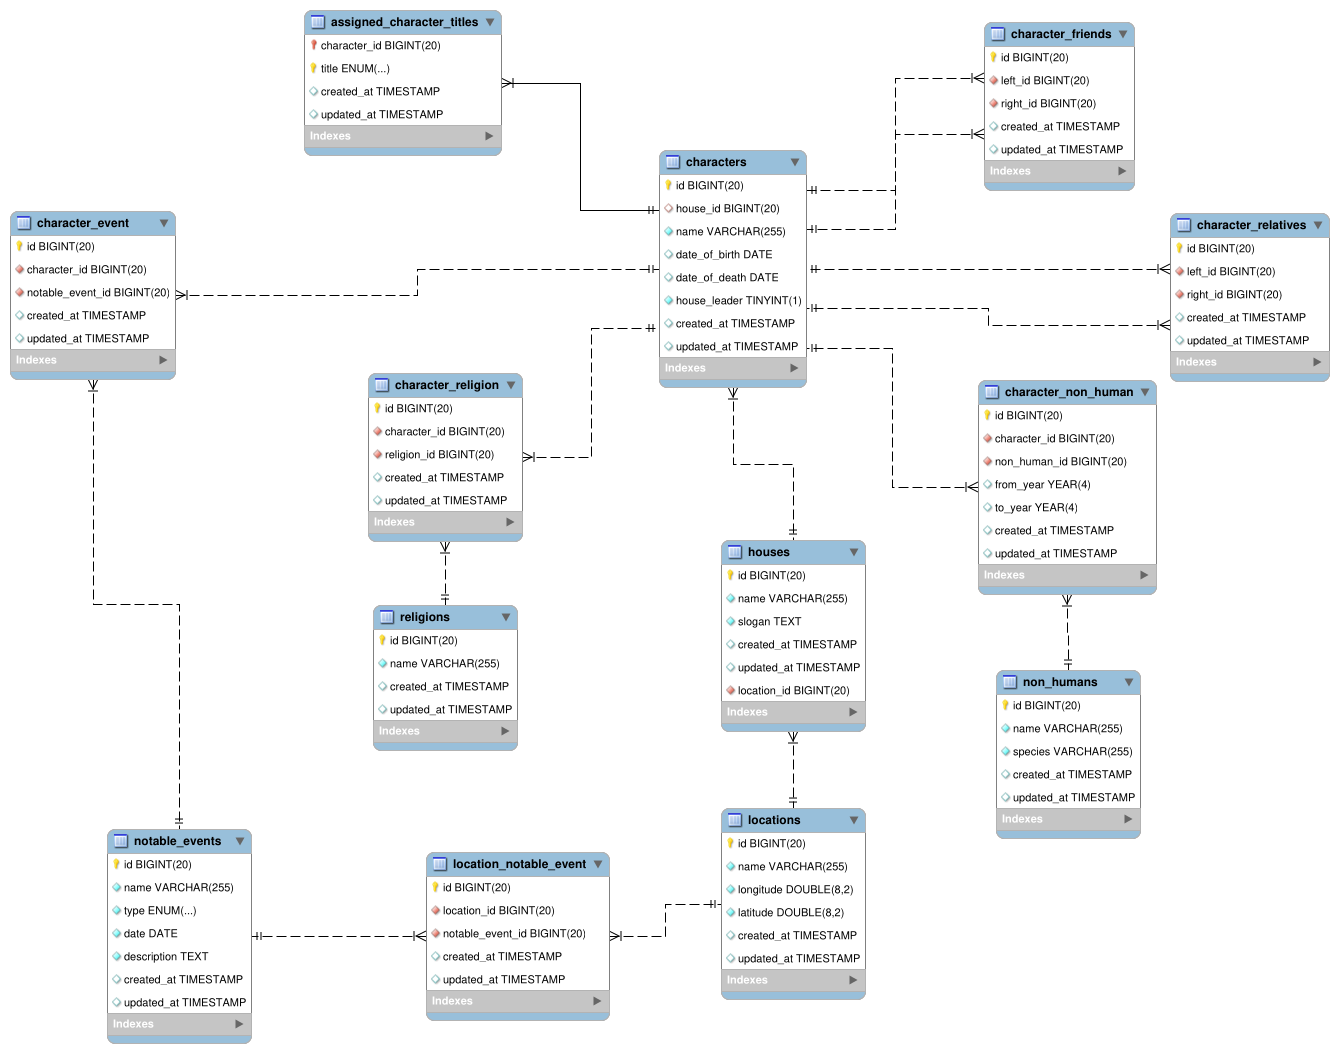 assigned_character_titles
character_id BIGINT(20)
title ENUM(...)
created_at TIMESTAMP
updated_at TIMESTAMP
Indexes
character_friends
id BIGINT(20)
left_id BIGINT(20)
right_id BIGINT(20)
created_at TIMESTAMP
updated_at TIMESTAMP
Indexes
characters
id BIGINT(20)
house_id BIGINT(20)
name VARCHAR(255)
date_of_birth DATE
date_of_death DATE
house_leader TINYINT(1)
created_at TIMESTAMP
updated_at TIMESTAMP
Indexes
character_event
id BIGINT(20)
character_id BIGINT(20)
notable_event_id BIGINT(20)
created_at TIMESTAMP
updated_at TIMESTAMP
Indexes
character_relatives
id BIGINT(20)
left_id BIGINT(20)
right_id BIGINT(20)
created_at TIMESTAMP
updated_at TIMESTAMP
Indexes
character_religion
id BIGINT(20)
character_id BIGINT(20)
religion_id BIGINT(20)
created_at TIMESTAMP
updated_at TIMESTAMP
Indexes
character_non_human
id BIGINT(20)
character_id BIGINT(20)
non_human_id BIGINT(20)
from_year YEAR(4)
to_year YEAR(4)
created_at TIMESTAMP
updated_at TIMESTAMP
Indexes
houses
id BIGINT(20)
name VARCHAR(255)
slogan TEXT
created_at TIMESTAMP
updated_at TIMESTAMP
location_id BIGINT(20)
Indexes
religions
id BIGINT(20)
name VARCHAR(255)
created_at TIMESTAMP
updated_at TIMESTAMP
Indexes
non_humans
id BIGINT(20)
name VARCHAR(255)
species VARCHAR(255)
created_at TIMESTAMP
updated_at TIMESTAMP
Indexes
notable_events
id BIGINT(20)
name VARCHAR(255)
type ENUM(...)
date DATE
description TEXT
created_at TIMESTAMP
updated_at TIMESTAMP
Indexes
location_notable_event
id BIGINT(20)
location_id BIGINT(20)
notable_event_id BIGINT(20)
created_at TIMESTAMP
updated_at TIMESTAMP
Indexes
locations
id BIGINT(20)
name VARCHAR(255)
longitude DOUBLE(8,2)
latitude DOUBLE(8,2)
created_at TIMESTAMP
updated_at TIMESTAMP
Indexes